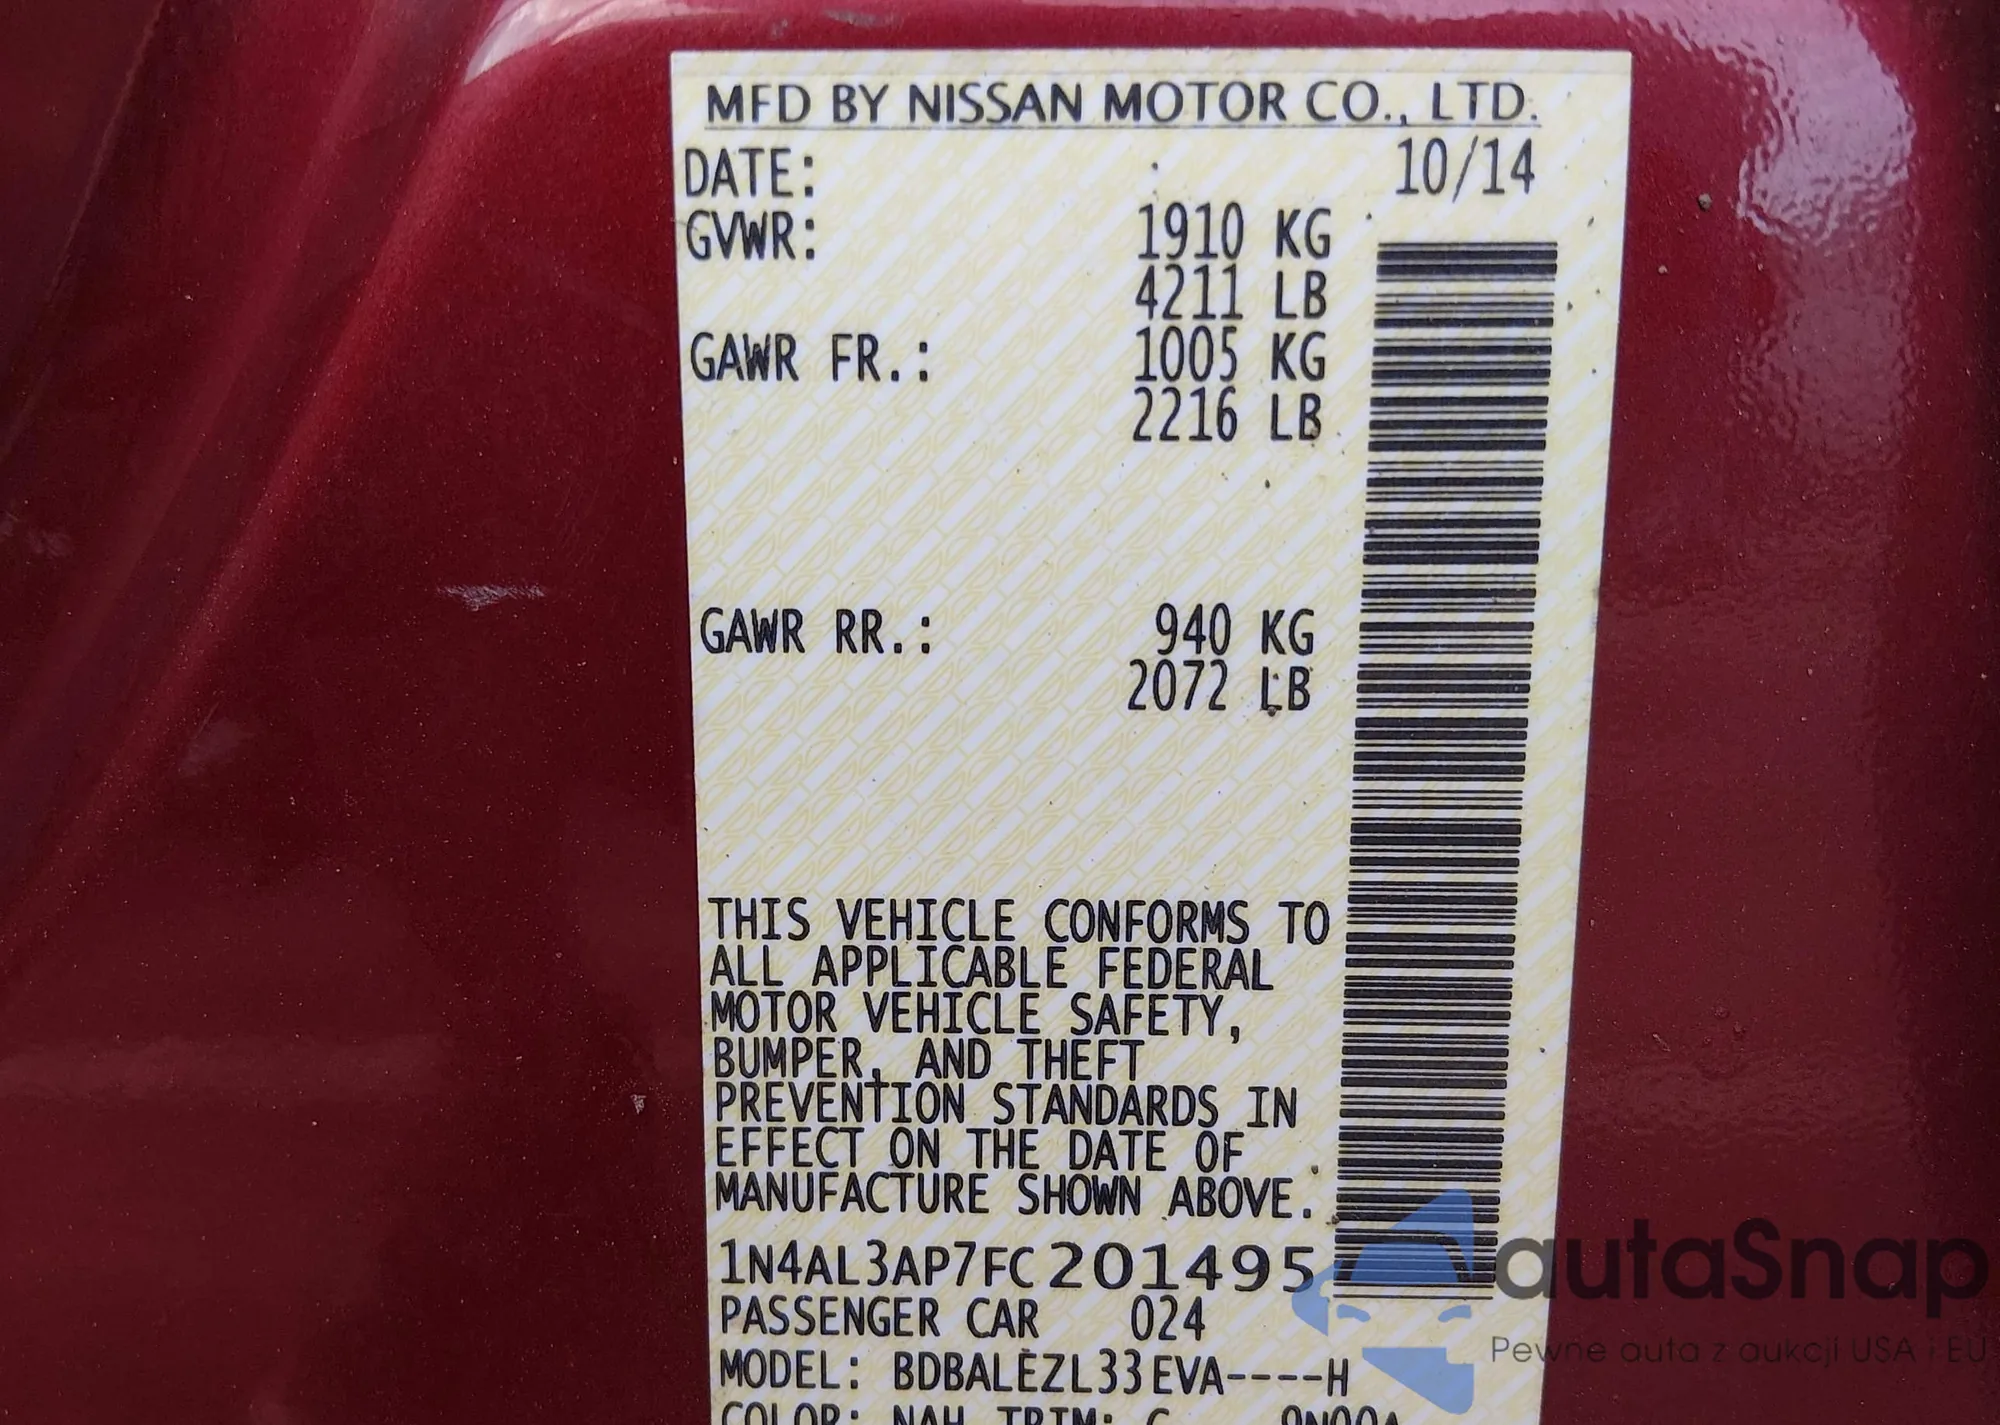 MFD BY NISSAN MOTOR CO., LTD.
DATE: 10/14
GVWR: 1910 KG
4211 LB
GAWR FR.: 1005 KG
2216 LB
GAWR RR.: 940 KG
2072 LB
THIS VEHICLE CONFORMS TO
ALL APPLICABLE FEDERAL
MOTOR VEHICLE SAFETY,
BUMPER, AND THEFT
PREVENTION STANDARDS IN
EFFECT ON THE DATE OF
MANUFACTURE SHOWN ABOVE.
1N4AL3AP7FC201495
PASSENGER CAR 024
MODEL: BDBALEZL33EVA----H
COLOR: NAH TRIM: G
autaSnap
Pewne auta z aukcji USA i EU